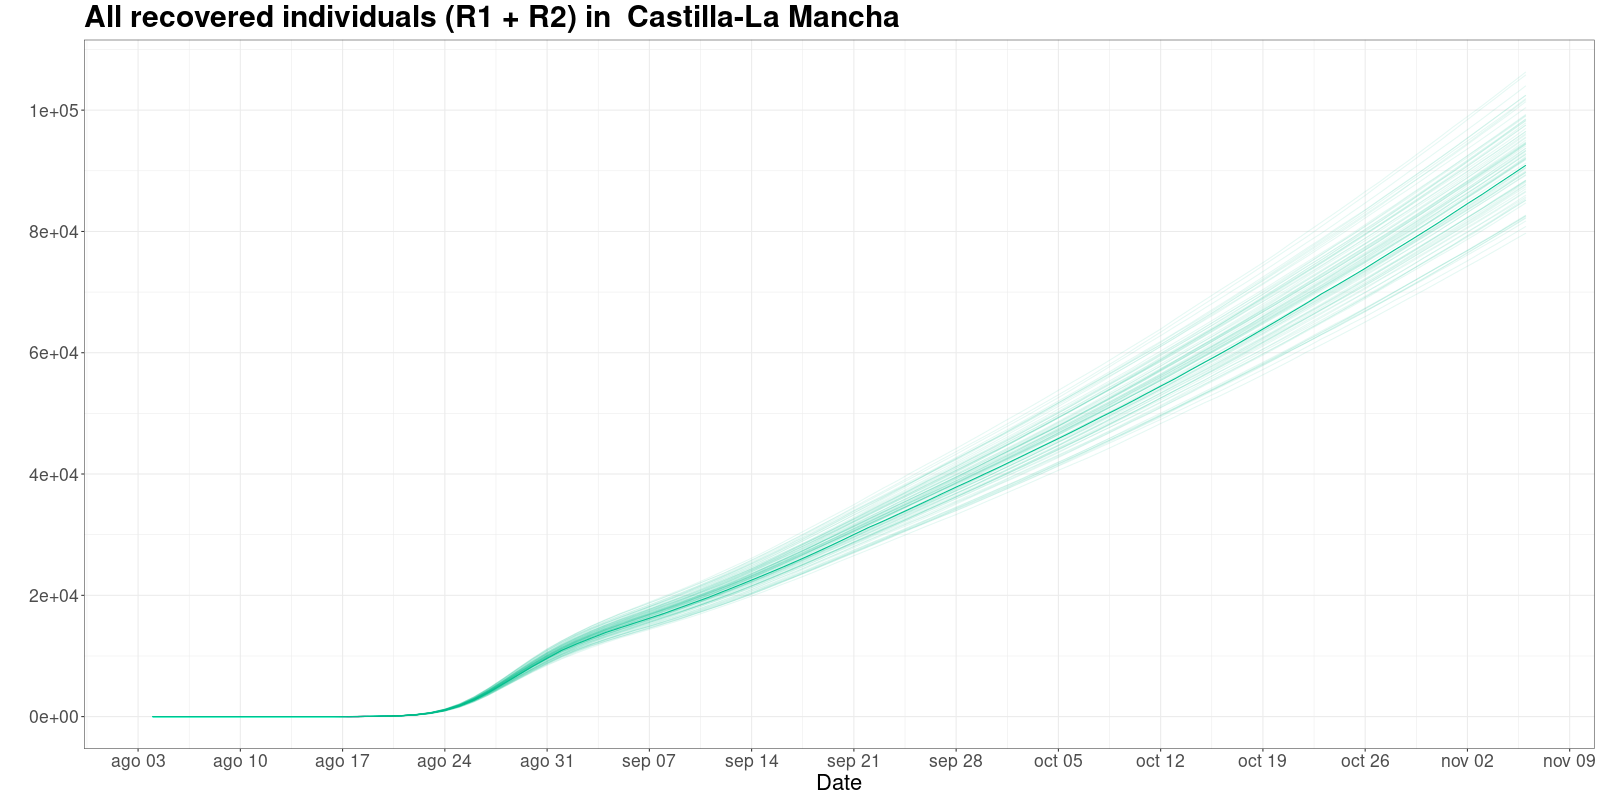 All recovered individuals (R1 + R2) in  Castilla-La Mancha
1e+05
8e+04
6e+04
4e+04
2e+04
0e+00
ago 03 ago 10 ago 17 ago 24 ago 31 sep 07 sep 14 sep 21 sep 28 oct 05 oct 12 oct 19 oct 26 nov 02 nov 09
Date